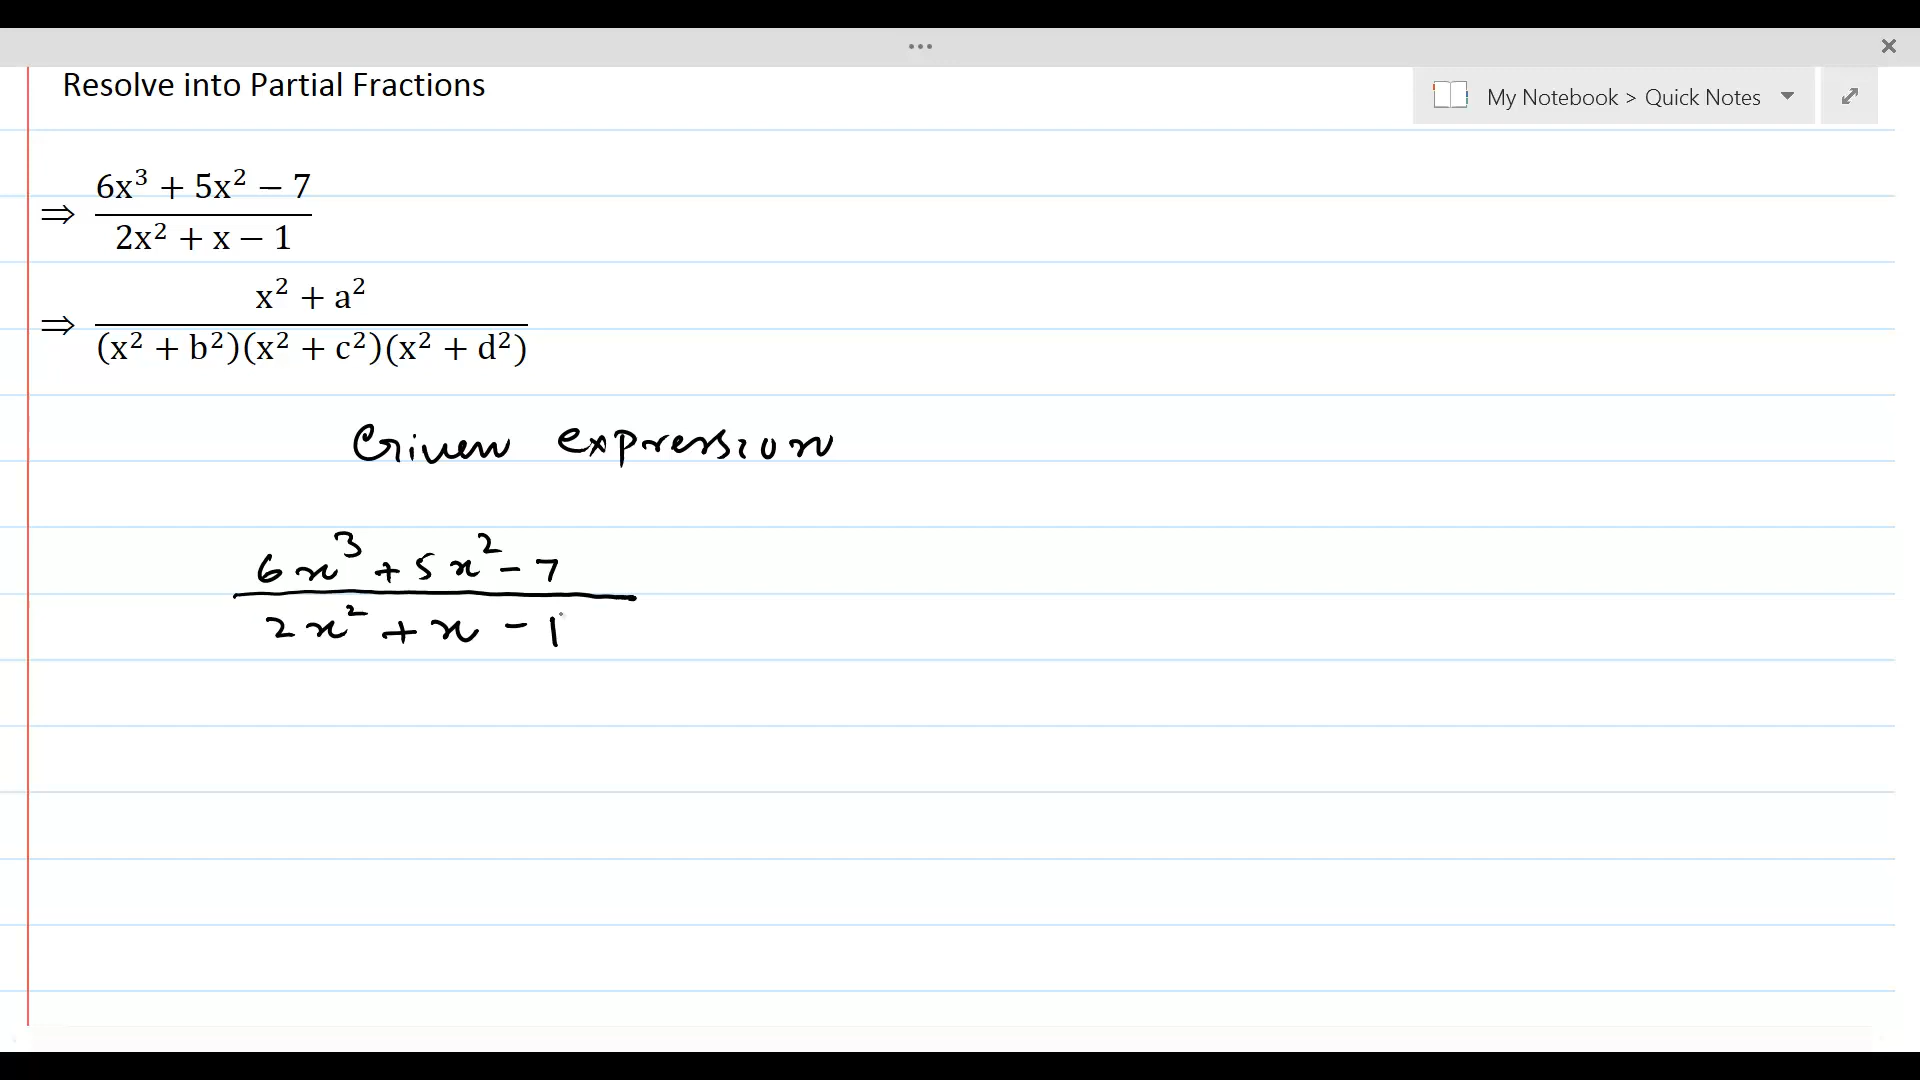 Resolve into Partial Fractions
My Notebook > Quick Notes
⇒ (6x³ + 5x² − 7)/(2x² + x − 1)
⇒ (x² + a²)/((x² + b²)(x² + c²)(x² + d²))
Given expression
6x³ + 5x² − 7
2x² + x − 1